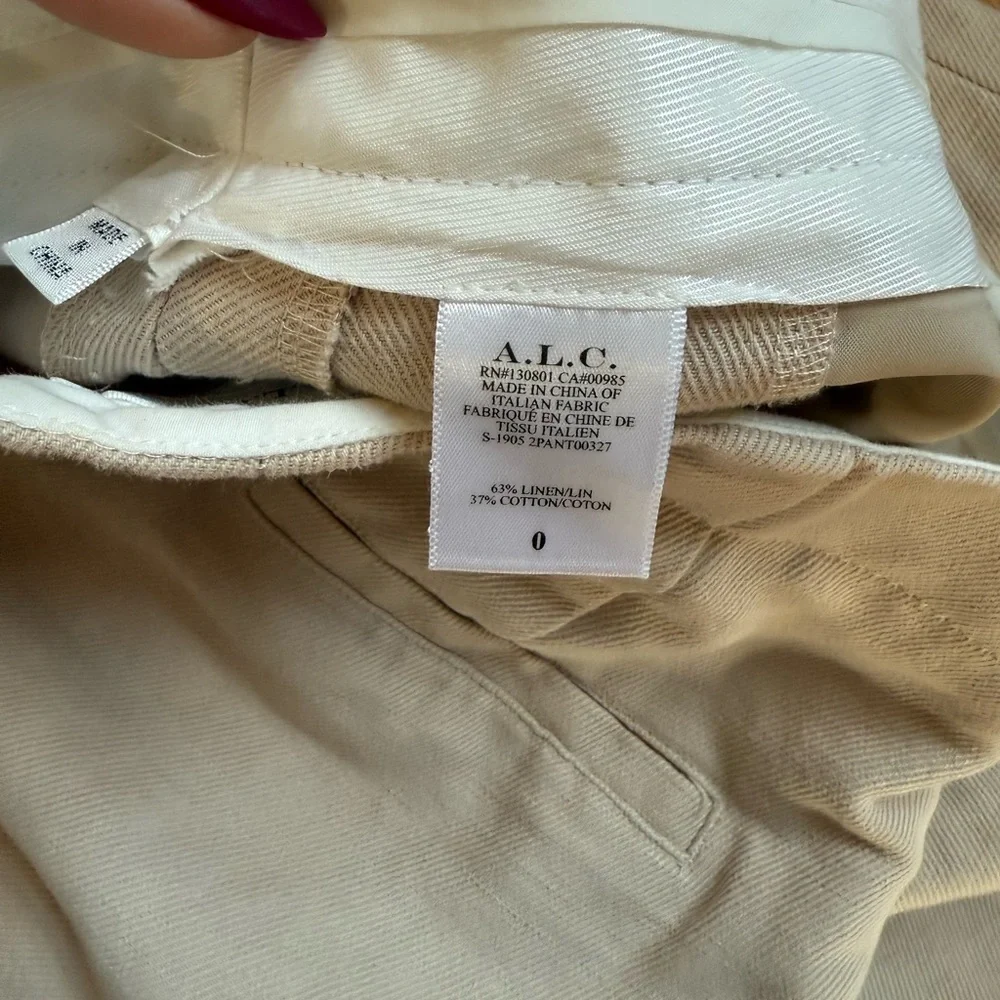 MADE
IN
CHINA
A.L.C.
RN#130801 CA#00985
MADE IN CHINA OF
ITALIAN FABRIC
FABRIQUÉ EN CHINE DE
TISSU ITALIEN
S-1905 2PANT00327
63% LINEN/LIN
37% COTTON/COTON
0